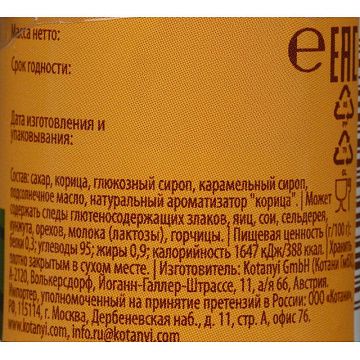 Масса нетто:
Срок годности:
Дата изготовления и
упаковывания:
e EAC
Состав: сахар, корица, глюкозный сироп, карамельный сироп,
подсолнечное масло, натуральный ароматизатор "корица". | Может
содержать следы глютеносодержащих злаков, яиц, сои, сельдерея,
кунжута, орехов, молока (лактозы), горчицы. | Пищевая ценность (г/100 г):
белки 0,3; углеводы 95; жиры 0,9; калорийность 1647 кДж/388 ккал. | Хранить
плотно закрытым в сухом месте. | Изготовитель: Kotanyi GmbH (Котани ГмбХ),
А-2120, Волькерсдорф, Йоганн-Галлер-Штрассе, 11, а/я 66, Австрия.
Импортер, уполномоченный на принятие претензий в России: ООО «Котани»,
РФ, 115114, г. Москва, Дербеневская наб., д. 11, стр. А, офис 76.
www.kotanyi.com, info.ru@kotanyi.com